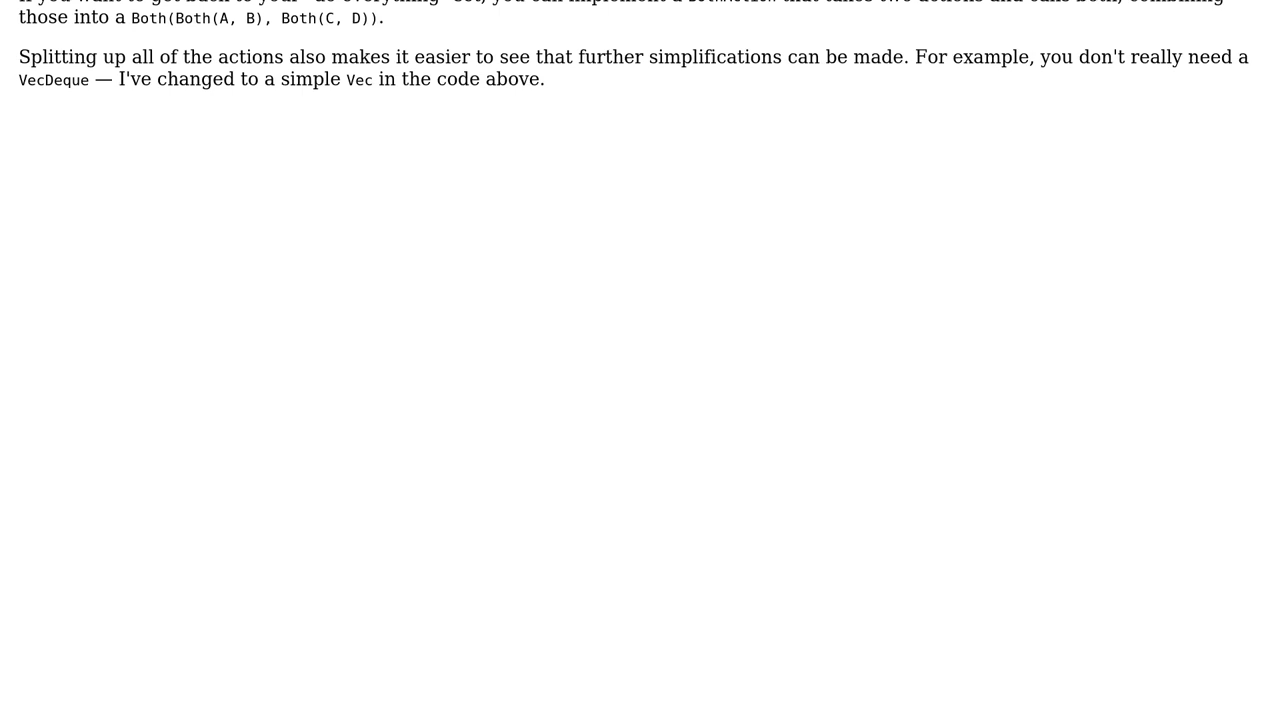 those into a Both(Both(A, B), Both(C, D)).
Splitting up all of the actions also makes it easier to see that further simplifications can be made. For example, you don't really need a
VecDeque — I've changed to a simple Vec in the code above.